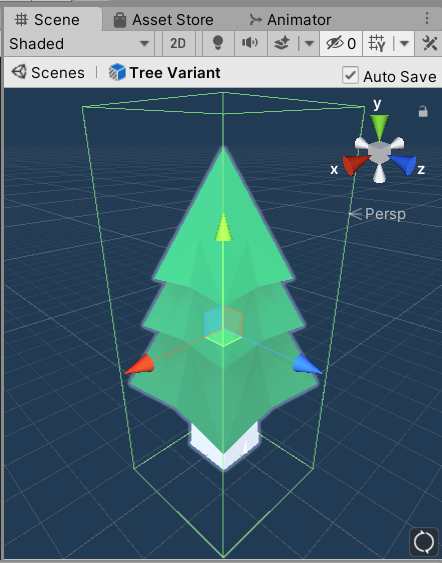 Scene Asset Store Animator
Shaded 2D 0
Scenes Tree Variant Auto Save
y
x z
Persp